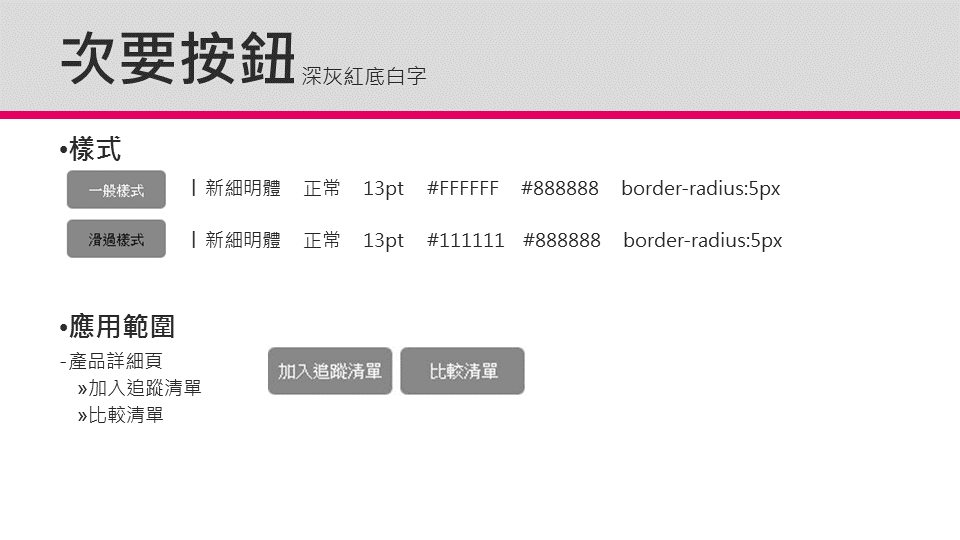 次要按鈕 深灰紅底白字
•樣式
一般樣式 | 新細明體 正常 13pt #FFFFFF #888888 border-radius:5px
滑過樣式 | 新細明體 正常 13pt #111111 #888888 border-radius:5px
•應用範圍
-產品詳細頁
»加入追蹤清單
»比較清單
加入追蹤清單 比較清單